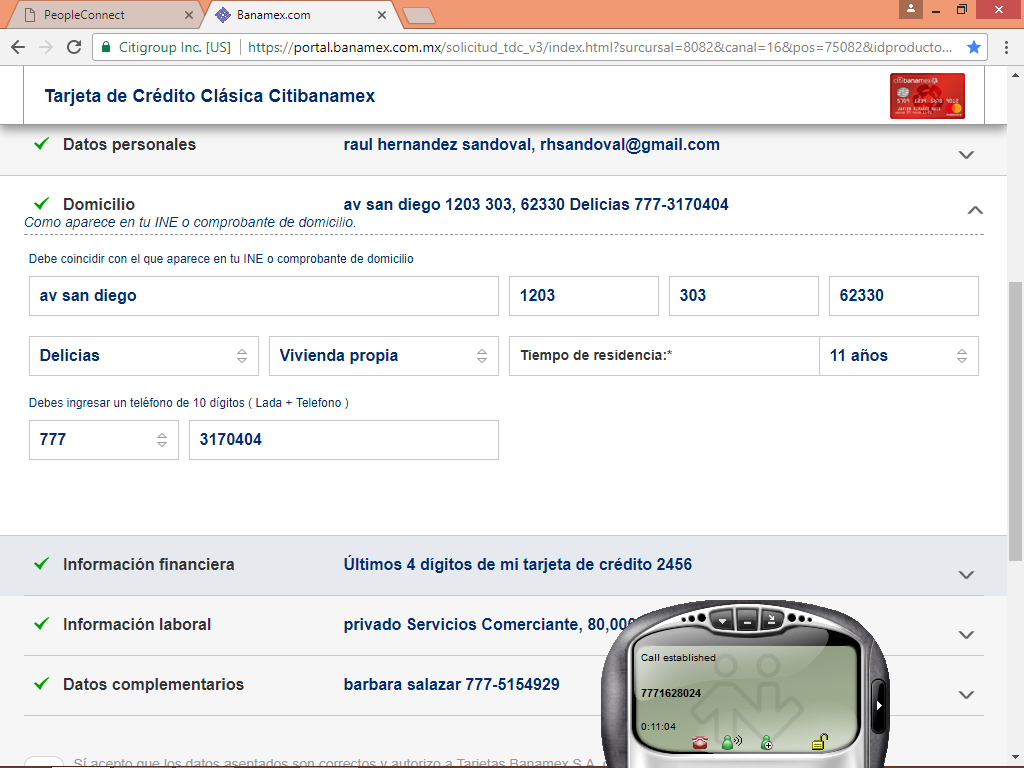 PeopleConnect
Banamex.com
Citigroup Inc. [US]
https://portal.banamex.com.mx/solicitud_tdc_v3/index.html?surcursal=8082&canal=16&pos=75082&idproducto...
Tarjeta de Crédito Clásica Citibanamex
citibanamex
Datos personales
raul hernandez sandoval, rhsandoval@gmail.com
Domicilio
av san diego 1203 303, 62330 Delicias 777-3170404
Como aparece en tu INE o comprobante de domicilio.
Debe coincidir con el que aparece en tu INE o comprobante de domicilio
av san diego
1203
303
62330
Delicias
Vivienda propia
Tiempo de residencia:*
11 años
Debes ingresar un teléfono de 10 dígitos ( Lada + Telefono )
777
3170404
Información financiera
Últimos 4 dígitos de mi tarjeta de crédito 2456
Información laboral
privado Servicios Comerciante, 80,000
Datos complementarios
barbara salazar 777-5154929
Call established
7771628024
0:11:04
Sí acepto que los datos asentados son correctos y autorizo a Tarjetas Banamex S.A.